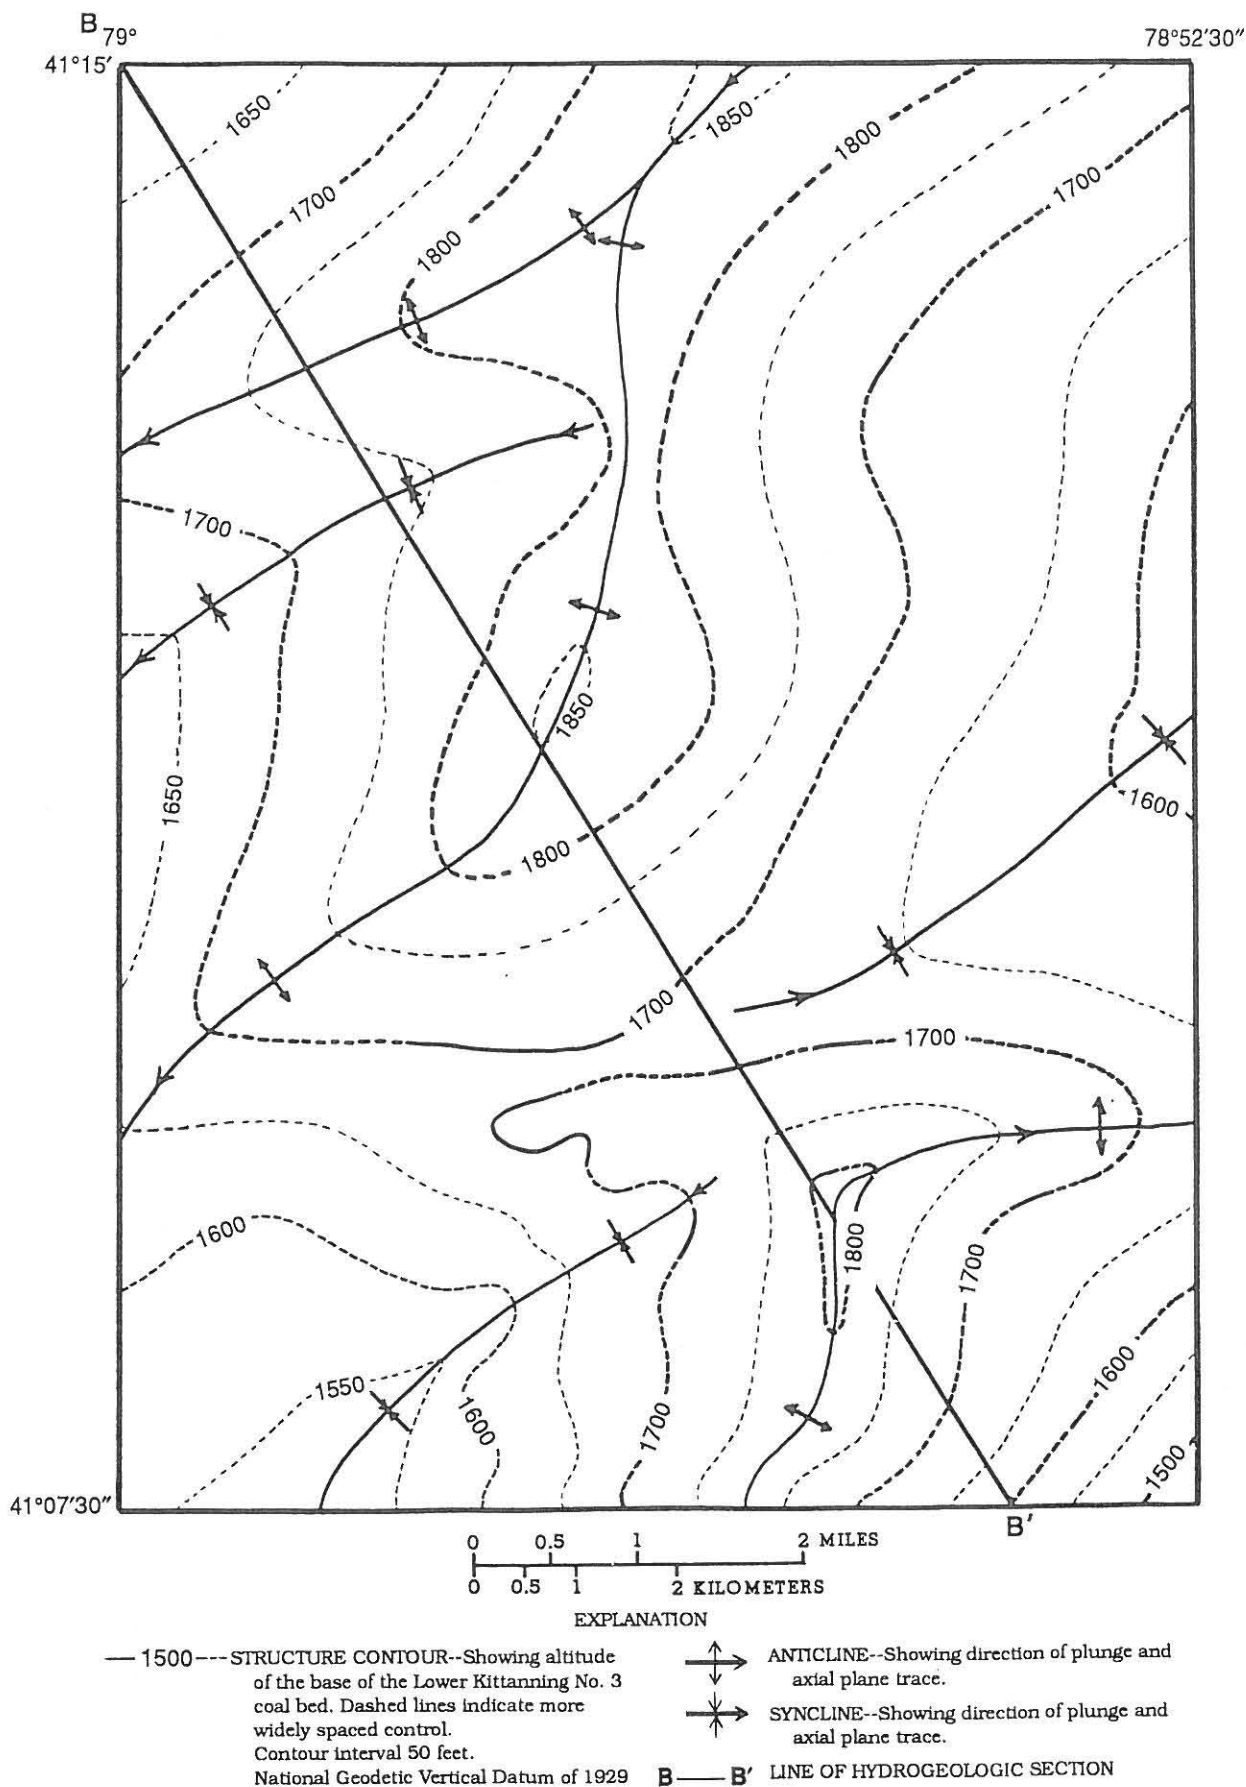 B 79°
78°52'30"
41°15'
1650
1850
1800
1700
1700
1800
1700
1850
1650
1600
1800
1700
1700
1600
1800
1700
1600
1550
1600
1700
1500
41°07'30"
B'
0 0.5 1 2 MILES
0 0.5 1 2 KILOMETERS
EXPLANATION
1500 STRUCTURE CONTOUR--Showing altitude
of the base of the Lower Kittanning No. 3
coal bed. Dashed lines indicate more
widely spaced control.
Contour interval 50 feet.
National Geodetic Vertical Datum of 1929
ANTICLINE--Showing direction of plunge and
axial plane trace.
SYNCLINE--Showing direction of plunge and
axial plane trace.
B B' LINE OF HYDROGEOLOGIC SECTION